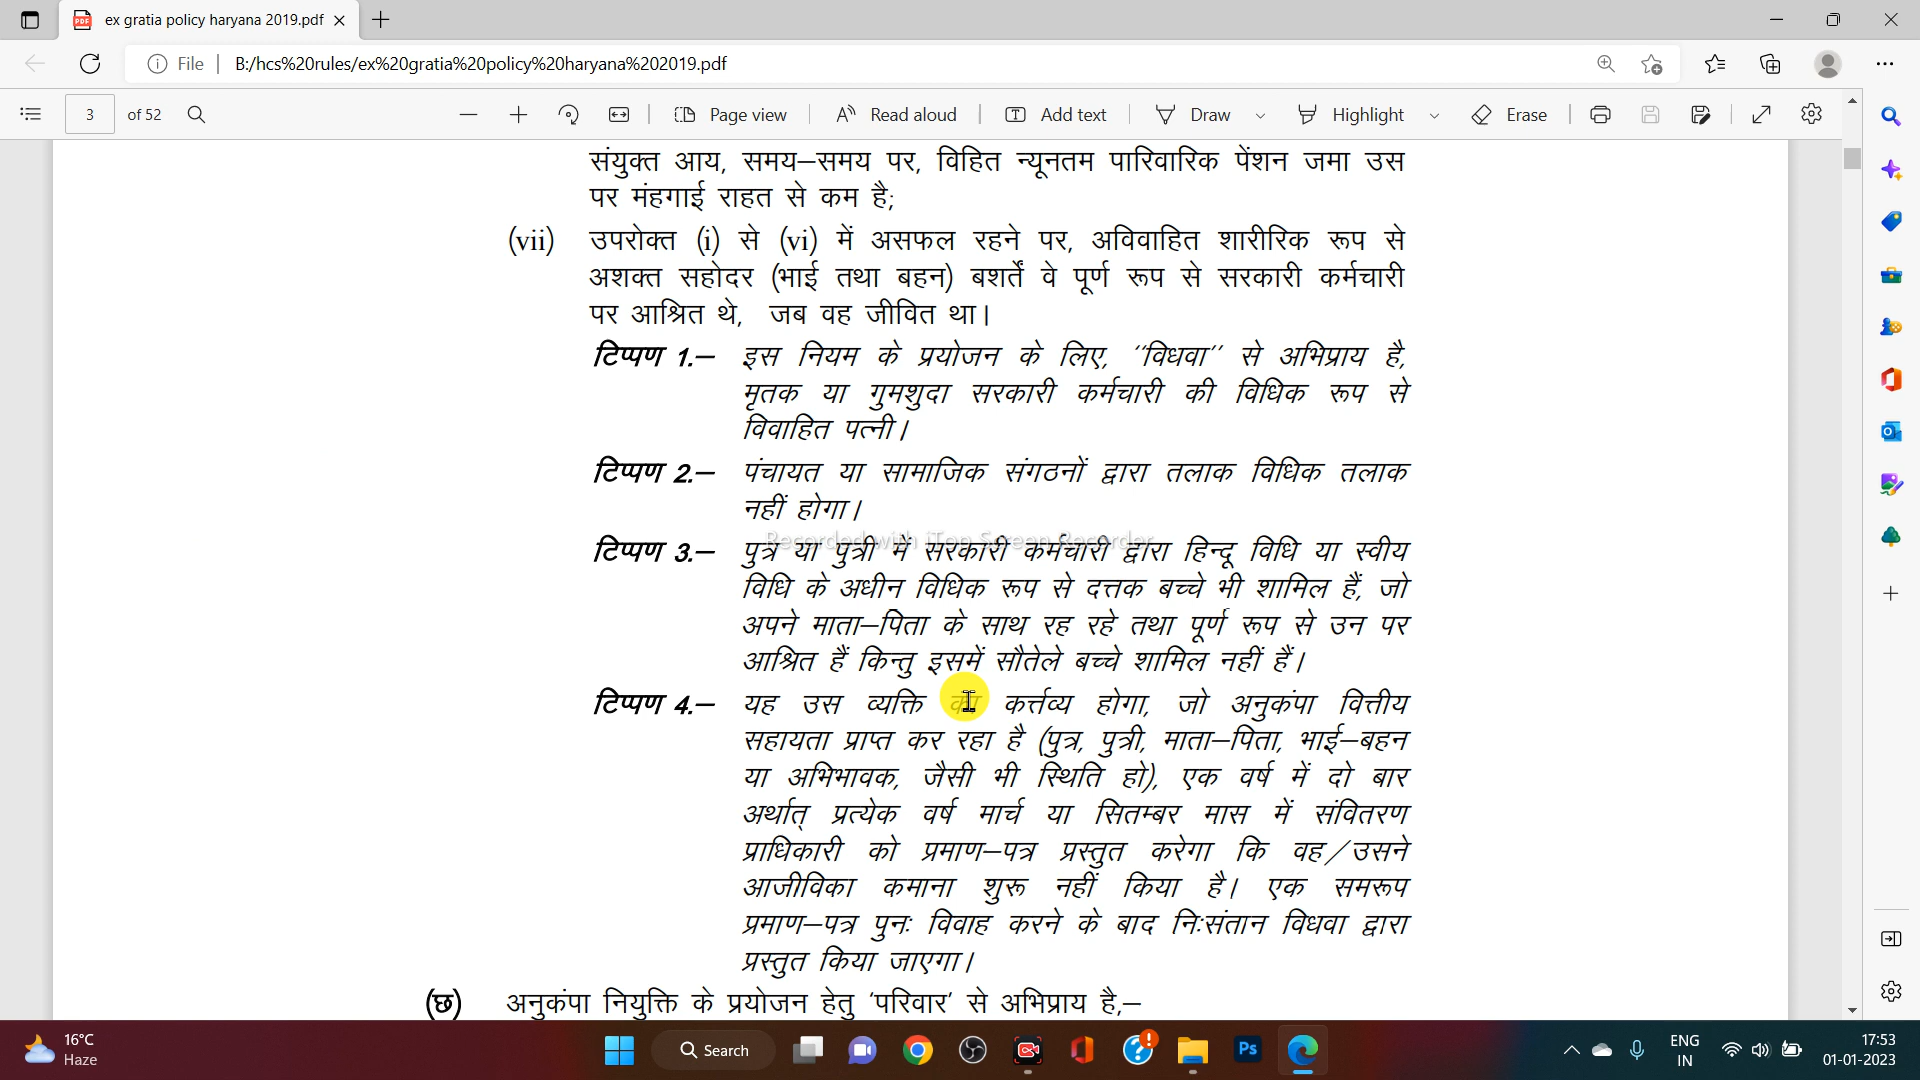 ex gratia policy haryana 2019.pdf
File
B:/hcs%20rules/ex%20gratia%20policy%20haryana%202019.pdf
3 of 52
Page view
Read aloud
Add text
Draw
Highlight
Erase
संयुक्त आय, समय–समय पर, विहित न्यूनतम पारिवारिक पेंशन जमा उस
पर मंहगाई राहत से कम है;
(vii) उपरोक्त (i) से (vi) में असफल रहने पर, अविवाहित शारीरिक रूप से
अशक्त सहोदर (भाई तथा बहन) बशर्तें वे पूर्ण रूप से सरकारी कर्मचारी
पर आश्रित थे, जब वह जीवित था।
टिप्पण 1.– इस नियम के प्रयोजन के लिए, ‘‘विधवा’’ से अभिप्राय है,
मृतक या गुमशुदा सरकारी कर्मचारी की विधिक रूप से
विवाहित पत्नी।
टिप्पण 2.– पंचायत या सामाजिक संगठनों द्वारा तलाक विधिक तलाक
नहीं होगा।
Recorded with iTop Screen Recorder
टिप्पण 3.– पुत्र या पुत्री में सरकारी कर्मचारी द्वारा हिन्दू विधि या स्वीय
विधि के अधीन विधिक रूप से दत्तक बच्चे भी शामिल हैं, जो
अपने माता–पिता के साथ रह रहे तथा पूर्ण रूप से उन पर
आश्रित हैं किन्तु इसमें सौतेले बच्चे शामिल नहीं हैं।
टिप्पण 4.– यह उस व्यक्ति का कर्त्तव्य होगा, जो अनुकंपा वित्तीय
सहायता प्राप्त कर रहा है (पुत्र, पुत्री, माता–पिता, भाई–बहन
या अभिभावक, जैसी भी स्थिति हो), एक वर्ष में दो बार
अर्थात् प्रत्येक वर्ष मार्च या सितम्बर मास में संवितरण
प्राधिकारी को प्रमाण–पत्र प्रस्तुत करेगा कि वह/उसने
आजीविका कमाना शुरू नहीं किया है। एक समरूप
प्रमाण–पत्र पुनः विवाह करने के बाद निःसंतान विधवा द्वारा
प्रस्तुत किया जाएगा।
(छ) अनुकंपा नियुक्ति के प्रयोजन हेतु ‘परिवार’ से अभिप्राय है,–
16°C
Haze
Search
Ps
ENG
IN
17:53
01-01-2023